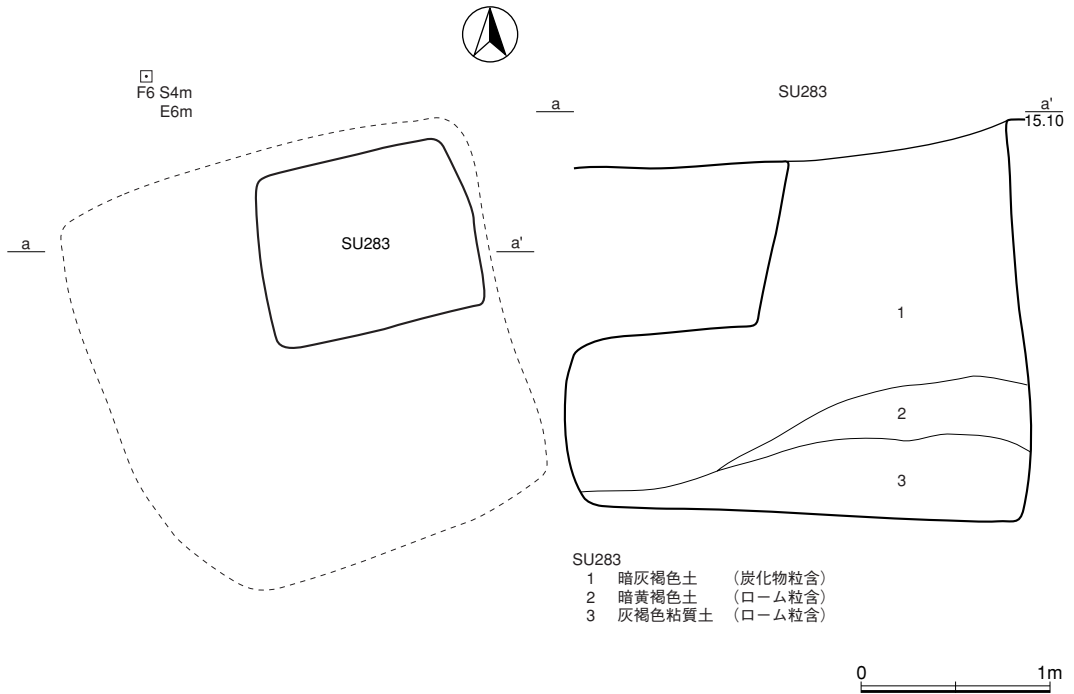 F6 S4m
E6m
a
SU283
a'
SU283
a
a'
15.10
1
2
3
SU283
1 暗灰褐色土 （炭化物粒含）
2 暗黄褐色土 （ローム粒含）
3 灰褐色粘質土 （ローム粒含）
0 1m